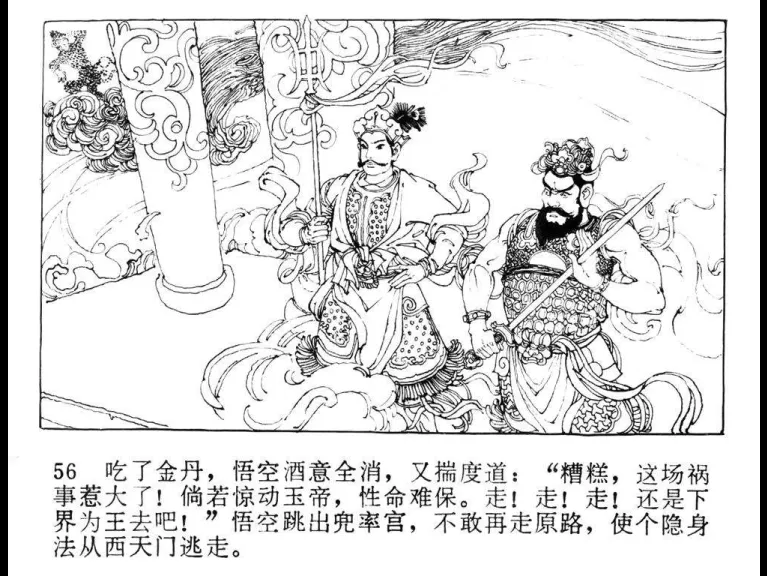 56 吃了金丹，悟空酒意全消，又揣度道：“糟糕，这场祸
事惹大了！倘若惊动玉帝，性命难保。走！走！走！还是下
界为王去吧！”悟空跳出兜率宫，不敢再走原路，使个隐身
法从西天门逃走。